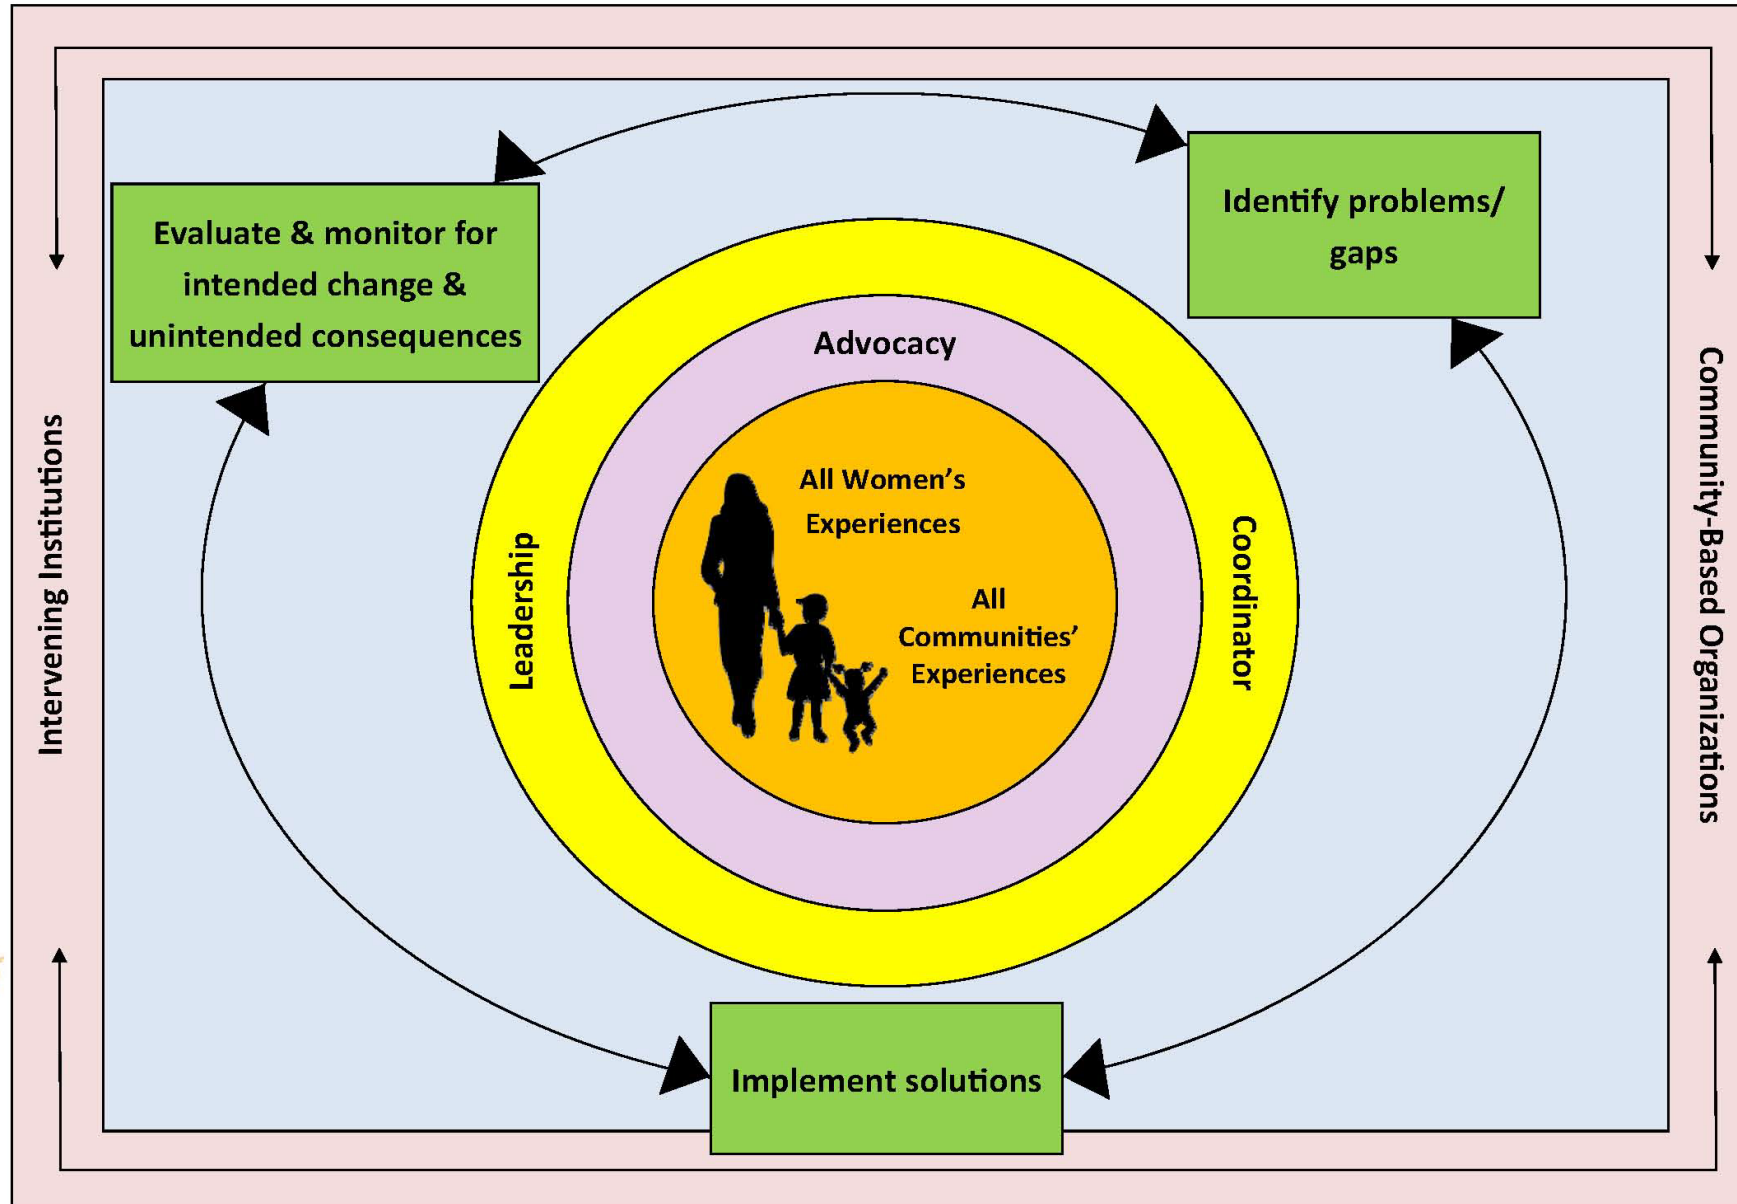 Evaluate & monitor for
intended change &
unintended consequences
Identify problems/
gaps
Advocacy
All Women’s
Experiences
All
Communities’
Experiences
Leadership
Coordinator
Intervening Institutions
Community-Based Organizations
Implement solutions